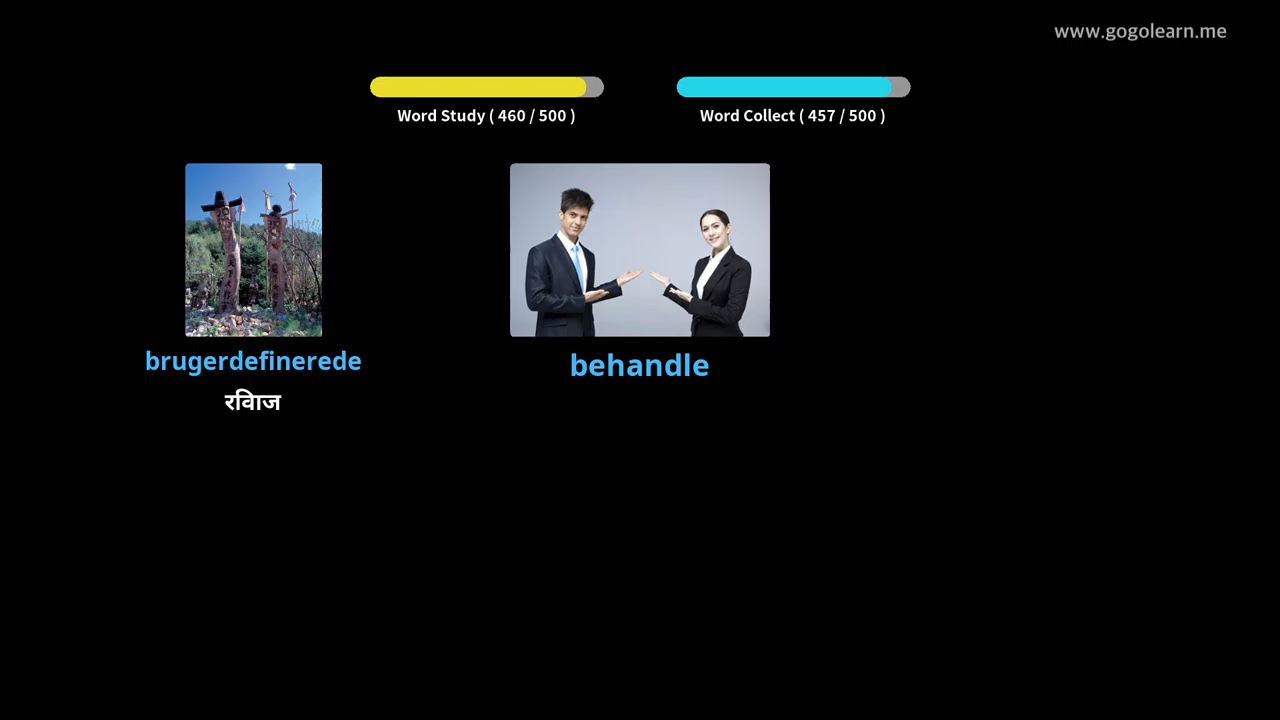 www.gogolearn.me
Word Study ( 460 / 500 )
Word Collect ( 457 / 500 )
brugerdefinerede
behandle
रिवाज